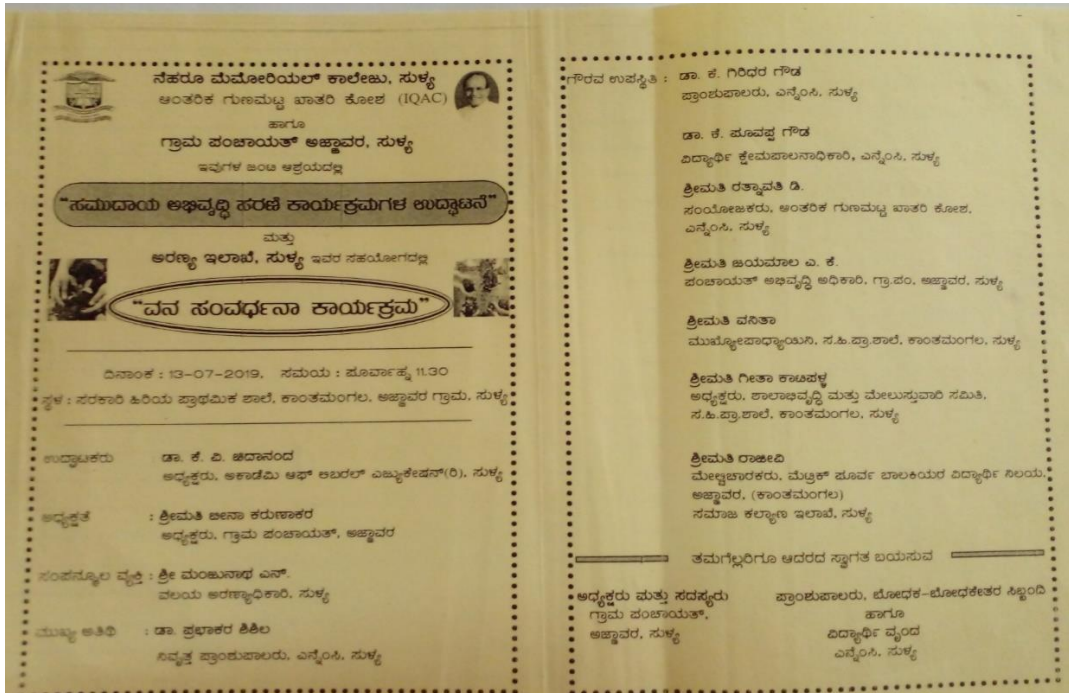 ನೆಹರೂ ಮೆಮೋರಿಯಲ್ ಕಾಲೇಜು, ಸುಳ್ಯ
ಆಂತರಿಕ ಗುಣಮಟ್ಟ ಖಾತರಿ ಕೋಶ (IQAC)
ಹಾಗೂ
ಗ್ರಾಮ ಪಂಚಾಯತ್ ಅಜ್ಜಾವರ, ಸುಳ್ಯ
ಇವುಗಳ ಜಂಟಿ ಆಶ್ರಯದಲ್ಲಿ
"ಸಮುದಾಯ ಅಭಿವೃದ್ಧಿ ಸರಣಿ ಕಾರ್ಯಕ್ರಮಗಳ ಉದ್ಘಾಟನೆ"
ಮತ್ತು
ಅರಣ್ಯ ಇಲಾಖೆ, ಸುಳ್ಯ ಇವರ ಸಹಯೋಗದಲ್ಲಿ
"ವನ ಸಂವರ್ಧನಾ ಕಾರ್ಯಕ್ರಮ"
ದಿನಾಂಕ : 13-07-2019, ಸಮಯ : ಪೂರ್ವಾಹ್ನ 11.30
ಸ್ಥಳ : ಸರಕಾರಿ ಹಿರಿಯ ಪ್ರಾಥಮಿಕ ಶಾಲೆ, ಕಾಂತಮಂಗಲ, ಅಜ್ಜಾವರ ಗ್ರಾಮ, ಸುಳ್ಯ
ಉದ್ಘಾಟಕರು ಡಾ. ಕೆ. ವಿ. ಚಿದಾನಂದ
ಅಧ್ಯಕ್ಷರು, ಅಕಾಡೆಮಿ ಆಫ್ ಲಿಬರಲ್ ಎಜ್ಯುಕೇಷನ್(ರಿ), ಸುಳ್ಯ
ಅಧ್ಯಕ್ಷತೆ : ಶ್ರೀಮತಿ ಬೀನಾ ಕರುಣಾಕರ
ಅಧ್ಯಕ್ಷರು, ಗ್ರಾಮ ಪಂಚಾಯತ್, ಅಜ್ಜಾವರ
ಸಂಪನ್ಮೂಲ ವ್ಯಕ್ತಿ : ಶ್ರೀ ಮಂಜುನಾಥ ಎನ್.
ವಲಯ ಅರಣ್ಯಾಧಿಕಾರಿ, ಸುಳ್ಯ
ಮುಖ್ಯ ಅತಿಥಿ : ಡಾ. ಪ್ರಭಾಕರ ಶಿಶಿಲ
ನಿವೃತ್ತ ಪ್ರಾಂಶುಪಾಲರು, ಎನ್ನೆಂಸಿ, ಸುಳ್ಯ
ಗೌರವ ಉಪಸ್ಥಿತಿ : ಡಾ. ಕೆ. ಗಿರಿಧರ ಗೌಡ
ಪ್ರಾಂಶುಪಾಲರು, ಎನ್ನೆಂಸಿ, ಸುಳ್ಯ
ಡಾ. ಕೆ. ಪೂವಪ್ಪ ಗೌಡ
ವಿದ್ಯಾರ್ಥಿ ಕ್ಷೇಮಪಾಲನಾಧಿಕಾರಿ, ಎನ್ನೆಂಸಿ, ಸುಳ್ಯ
ಶ್ರೀಮತಿ ರತ್ನಾವತಿ ಡಿ.
ಸಂಯೋಜಕರು, ಆಂತರಿಕ ಗುಣಮಟ್ಟ ಖಾತರಿ ಕೋಶ,
ಎನ್ನೆಂಸಿ, ಸುಳ್ಯ
ಶ್ರೀಮತಿ ಜಯಮಾಲ ಎ. ಕೆ.
ಪಂಚಾಯತ್ ಅಭಿವೃದ್ಧಿ ಅಧಿಕಾರಿ, ಗ್ರಾ.ಪಂ. ಅಜ್ಜಾವರ, ಸುಳ್ಯ
ಶ್ರೀಮತಿ ವನಿತಾ
ಮುಖ್ಯೋಪಾಧ್ಯಾಯಿನಿ, ಸ.ಹಿ.ಪ್ರಾ.ಶಾಲೆ, ಕಾಂತಮಂಗಲ, ಸುಳ್ಯ
ಶ್ರೀಮತಿ ಗೀತಾ ಕಾಟಿಪಳ್ಳ
ಅಧ್ಯಕ್ಷರು, ಶಾಲಾಭಿವೃದ್ಧಿ ಮತ್ತು ಮೇಲುಸ್ತುವಾರಿ ಸಮಿತಿ,
ಸ.ಹಿ.ಪ್ರಾ.ಶಾಲೆ, ಕಾಂತಮಂಗಲ, ಸುಳ್ಯ
ಶ್ರೀಮತಿ ರಾಜೀವಿ
ಮೇಲ್ವಿಚಾರಕರು, ಮೆಟ್ರಿಕ್ ಪೂರ್ವ ಬಾಲಕಿಯರ ವಿದ್ಯಾರ್ಥಿ ನಿಲಯ,
ಅಜ್ಜಾವರ, (ಕಾಂತಮಂಗಲ)
ಸಮಾಜ ಕಲ್ಯಾಣ ಇಲಾಖೆ, ಸುಳ್ಯ
ತಮಗೆಲ್ಲರಿಗೂ ಆದರದ ಸ್ವಾಗತ ಬಯಸುವ
ಅಧ್ಯಕ್ಷರು ಮತ್ತು ಸದಸ್ಯರು
ಗ್ರಾಮ ಪಂಚಾಯತ್,
ಅಜ್ಜಾವರ, ಸುಳ್ಯ
ಪ್ರಾಂಶುಪಾಲರು, ಬೋಧಕ-ಬೋಧಕೇತರ ಸಿಬ್ಬಂದಿ
ಹಾಗೂ
ವಿದ್ಯಾರ್ಥಿ ವೃಂದ
ಎನ್ನೆಂಸಿ, ಸುಳ್ಯ